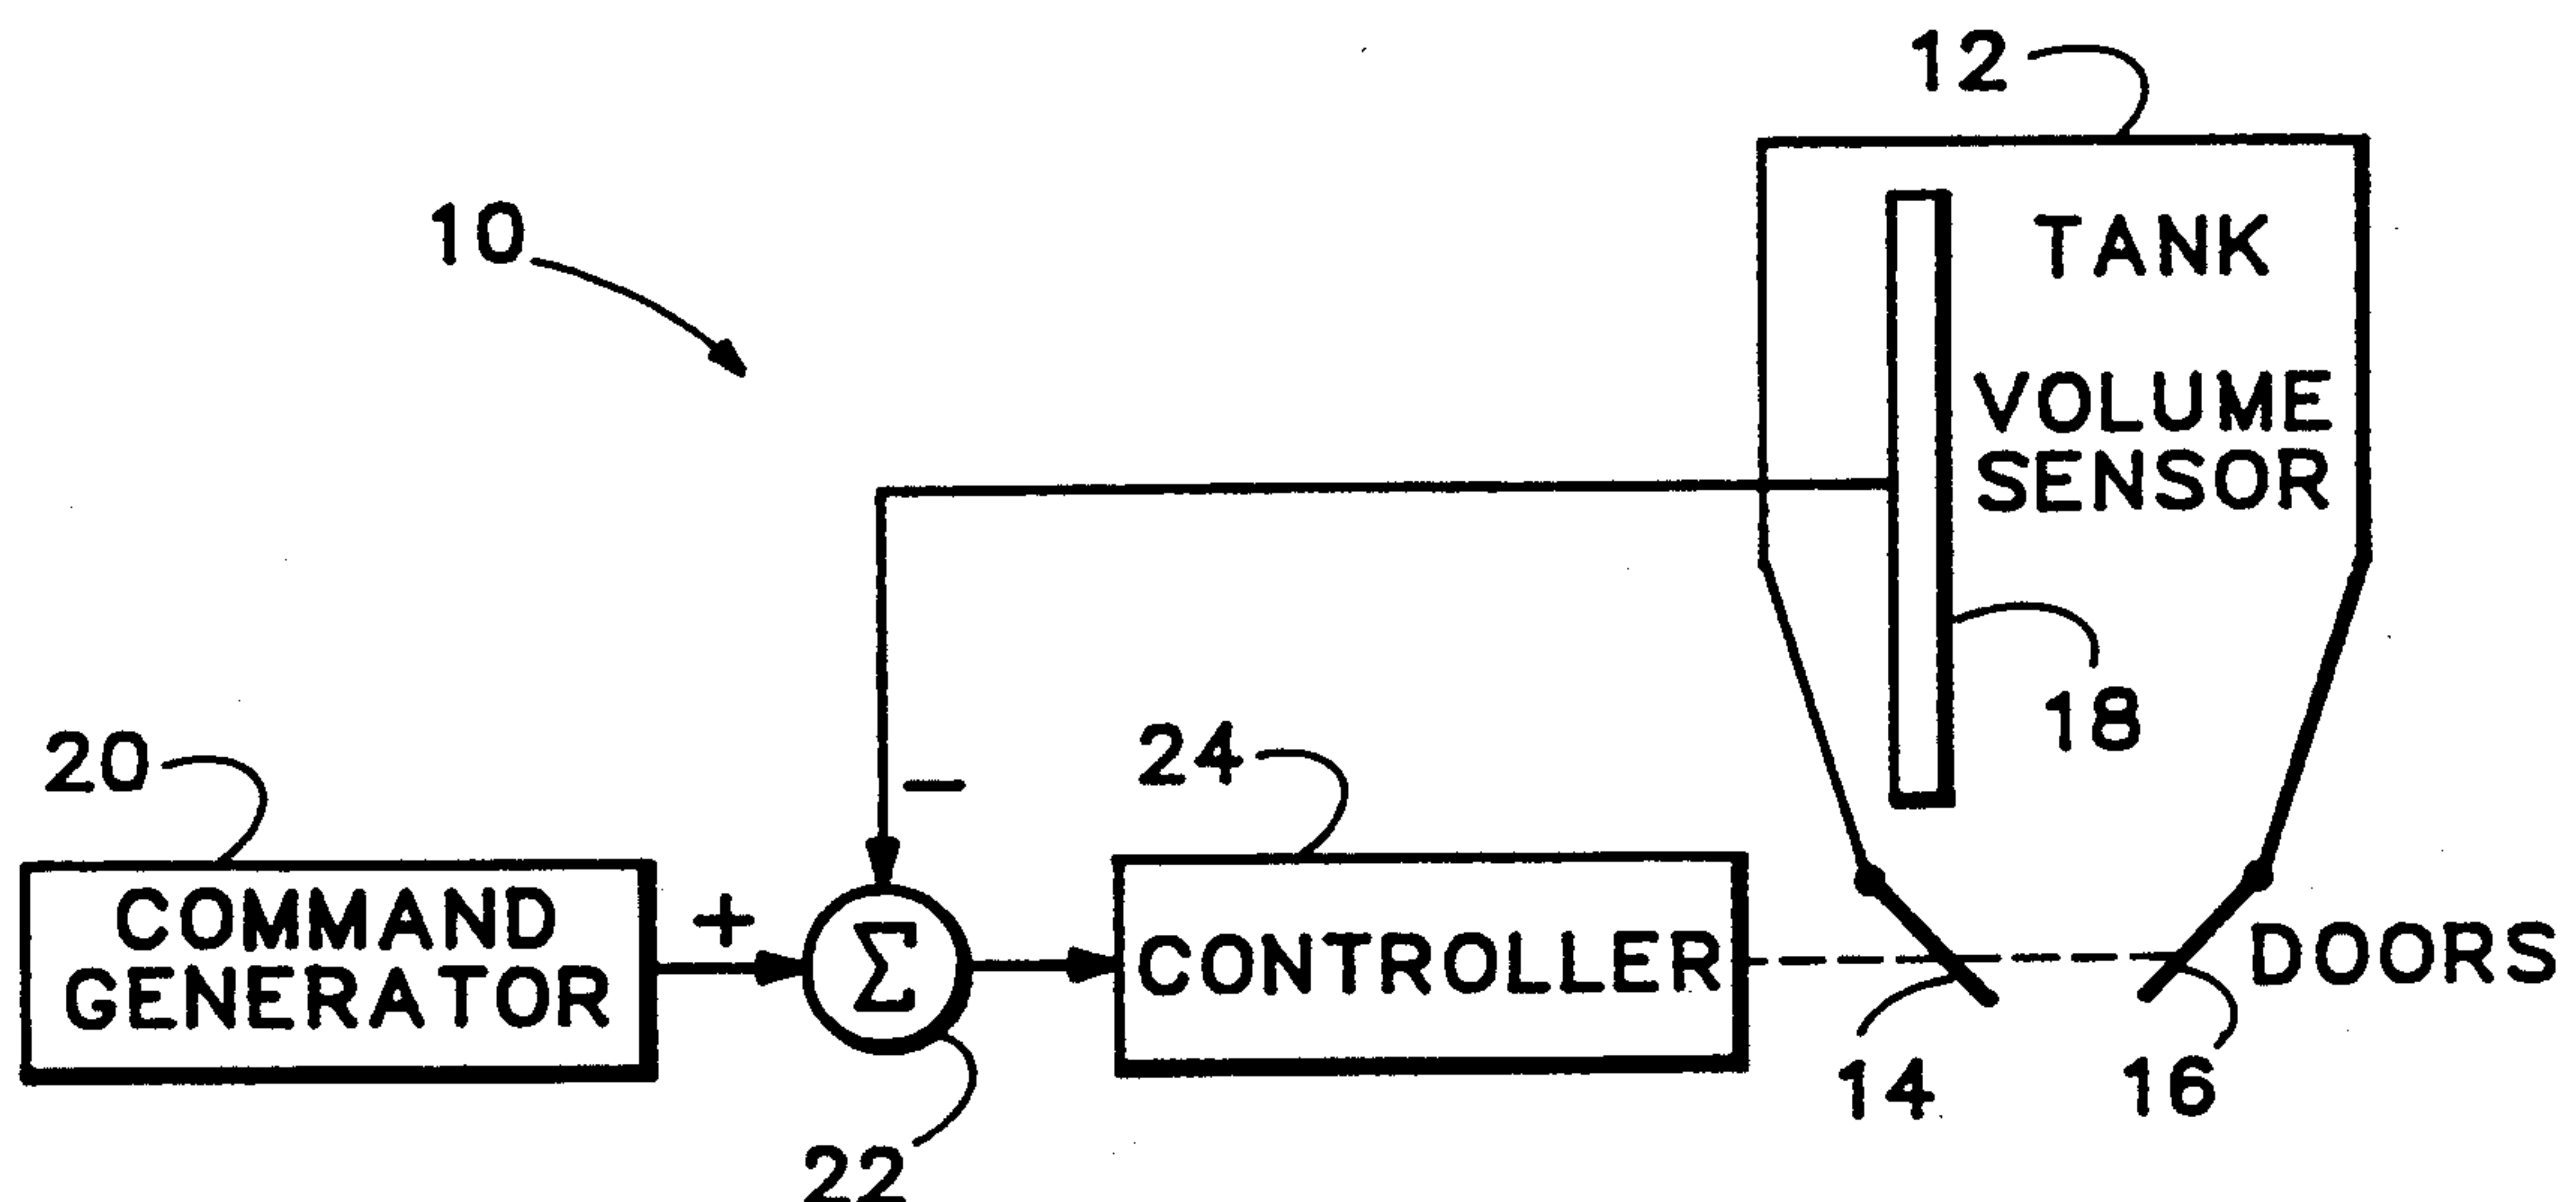 12
10
TANK
VOLUME
SENSOR
18
20
24
−
+
COMMAND
GENERATOR
Σ
CONTROLLER
DOORS
14
16
22